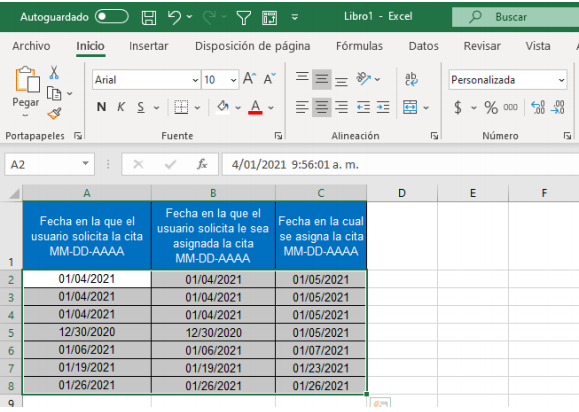 Autoguardado
Libro1 - Excel
Buscar
Archivo Inicio Insertar Disposición de página Fórmulas Datos Revisar Vista
Pegar
Arial 10 A A
N K S
ab
Personalizada
$ % 000
Portapapeles Fuente Alineación Número
A2 fx 4/01/2021 9:56:01 a. m.
A B C D E F
1
Fecha en la que el
usuario solicita la cita
MM-DD-AAAA
Fecha en la que el
usuario solicita le sea
asignada la cita
MM-DD-AAAA
Fecha en la cual
se asigna la cita
MM-DD-AAAA
2 01/04/2021 01/04/2021 01/05/2021
3 01/04/2021 01/04/2021 01/05/2021
4 01/04/2021 01/04/2021 01/05/2021
5 12/30/2020 12/30/2020 01/05/2021
6 01/06/2021 01/06/2021 01/07/2021
7 01/19/2021 01/19/2021 01/23/2021
8 01/26/2021 01/26/2021 01/26/2021
9